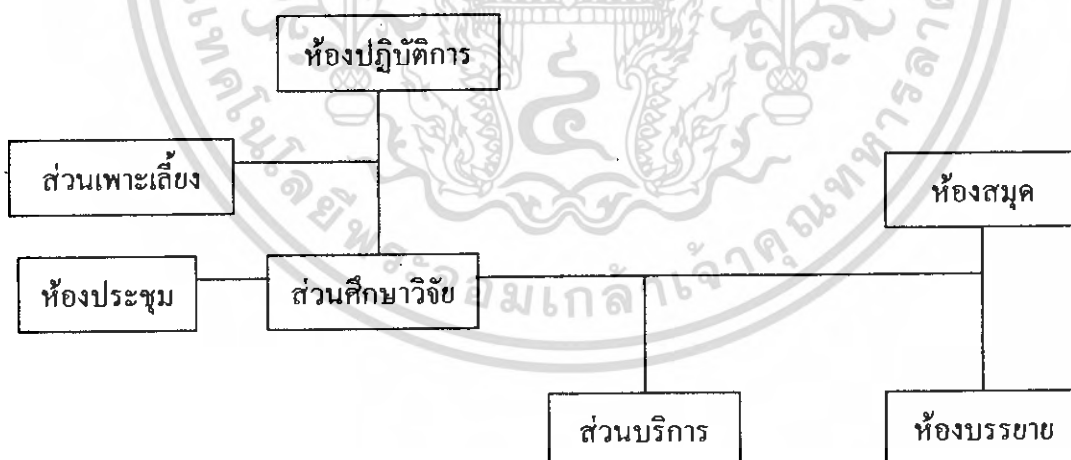 ห้องปฏิบัติการ
ส่วนเพาะเลี้ยง
ห้องสมุด
ห้องประชุม
ส่วนศึกษาวิจัย
ส่วนบริการ
ห้องบรรยาย